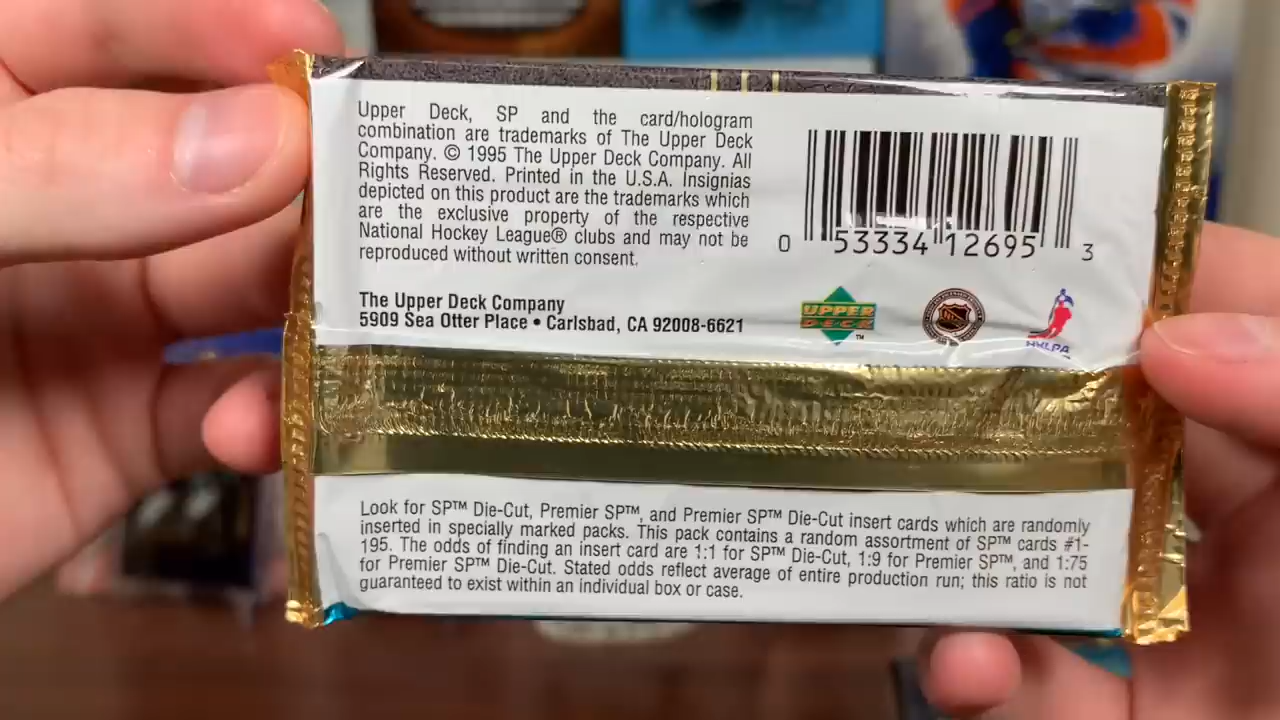 Upper Deck, SP and the card/hologram
combination are trademarks of The Upper Deck
Company. © 1995 The Upper Deck Company. All
Rights Reserved. Printed in the U.S.A. Insignias
depicted on this product are the trademarks which
are the exclusive property of the respective
National Hockey League® clubs and may not be
reproduced without written consent.
The Upper Deck Company
5909 Sea Otter Place • Carlsbad, CA 92008-6621
0 53334 12695 3
UPPER
DECK™
NHL
NHLPA
Look for SP™ Die-Cut, Premier SP™, and Premier SP™ Die-Cut insert cards which are randomly
inserted in specially marked packs. This pack contains a random assortment of SP™ cards #1-
195. The odds of finding an insert card are 1:1 for SP™ Die-Cut, 1:9 for Premier SP™, and 1:75
for Premier SP™ Die-Cut. Stated odds reflect average of entire production run; this ratio is not
guaranteed to exist within an individual box or case.